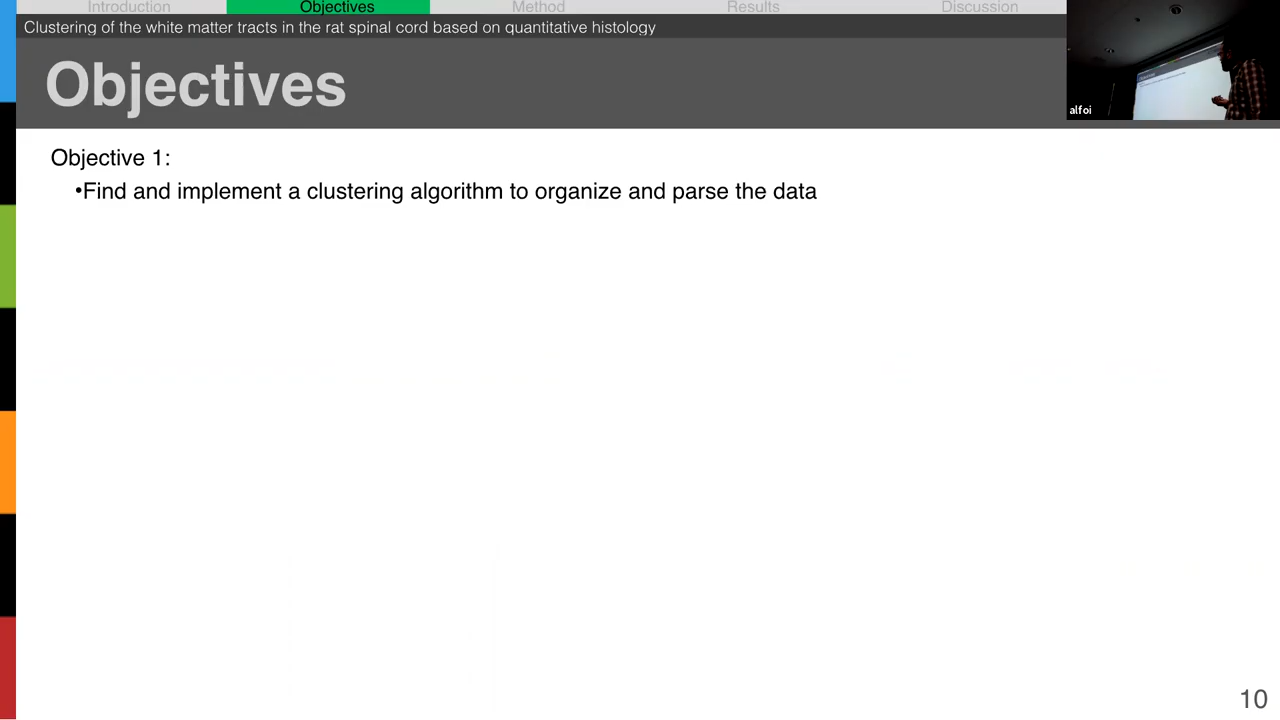 Introduction
Objectives
Method
Results
Discussion
Clustering of the white matter tracts in the rat spinal cord based on quantitative histology
Objectives
alfoi
Objective 1:
•Find and implement a clustering algorithm to organize and parse the data
10